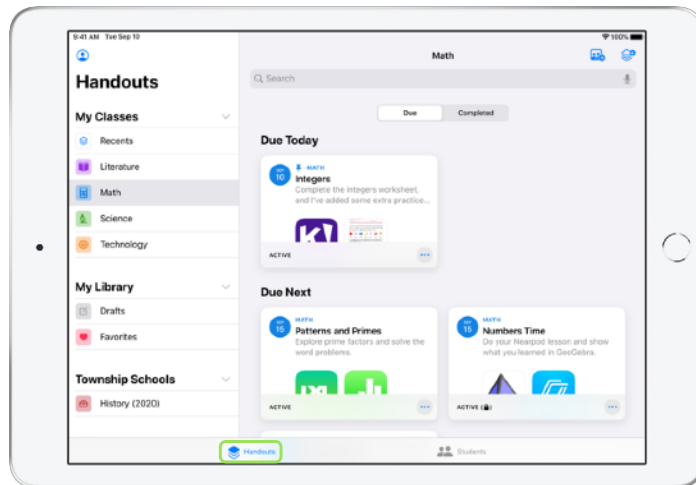 9:41 AM Tue Sep 10
100%
Handouts
My Classes
Recents
Literature
Math
Science
Technology
My Library
Drafts
Favorites
Township Schools
History (2020)
Math
Search
Due Completed
Due Today
SEP 10
MATH
Integers
Complete the integers worksheet,
and I've added some extra practice...
K!
ACTIVE
Due Next
SEP 15
MATH
Patterns and Primes
Explore prime factors and solve the
word problems.
ACTIVE
SEP 15
MATH
Numbers Time
Do your Nearpod lesson and show
what you learned in GeoGebra.
ACTIVE
Handouts
Students